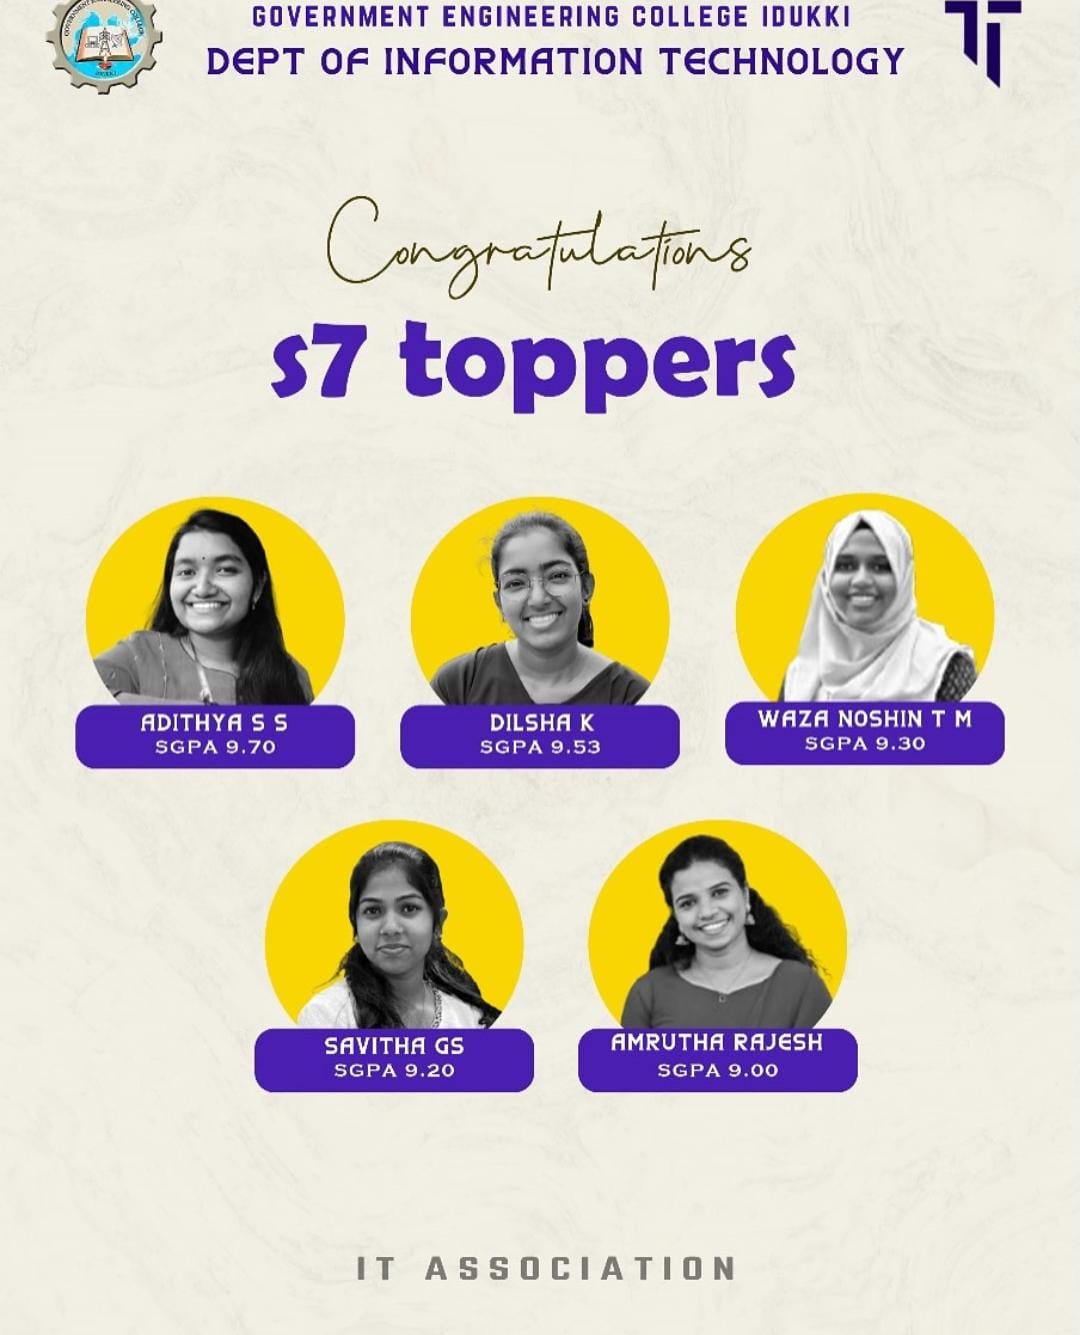 GOVERNMENT ENGINEERING COLLEGE IDUKKI
DEPT OF INFORMATION TECHNOLOGY
Congratulations
s7 toppers
ADITHYA S S
SGPA 9.70
DILSHA K
SGPA 9.53
WAZA NOSHIN T M
SGPA 9.30
SAVITHA GS
SGPA 9.20
AMRUTHA RAJESH
SGPA 9.00
IT ASSOCIATION